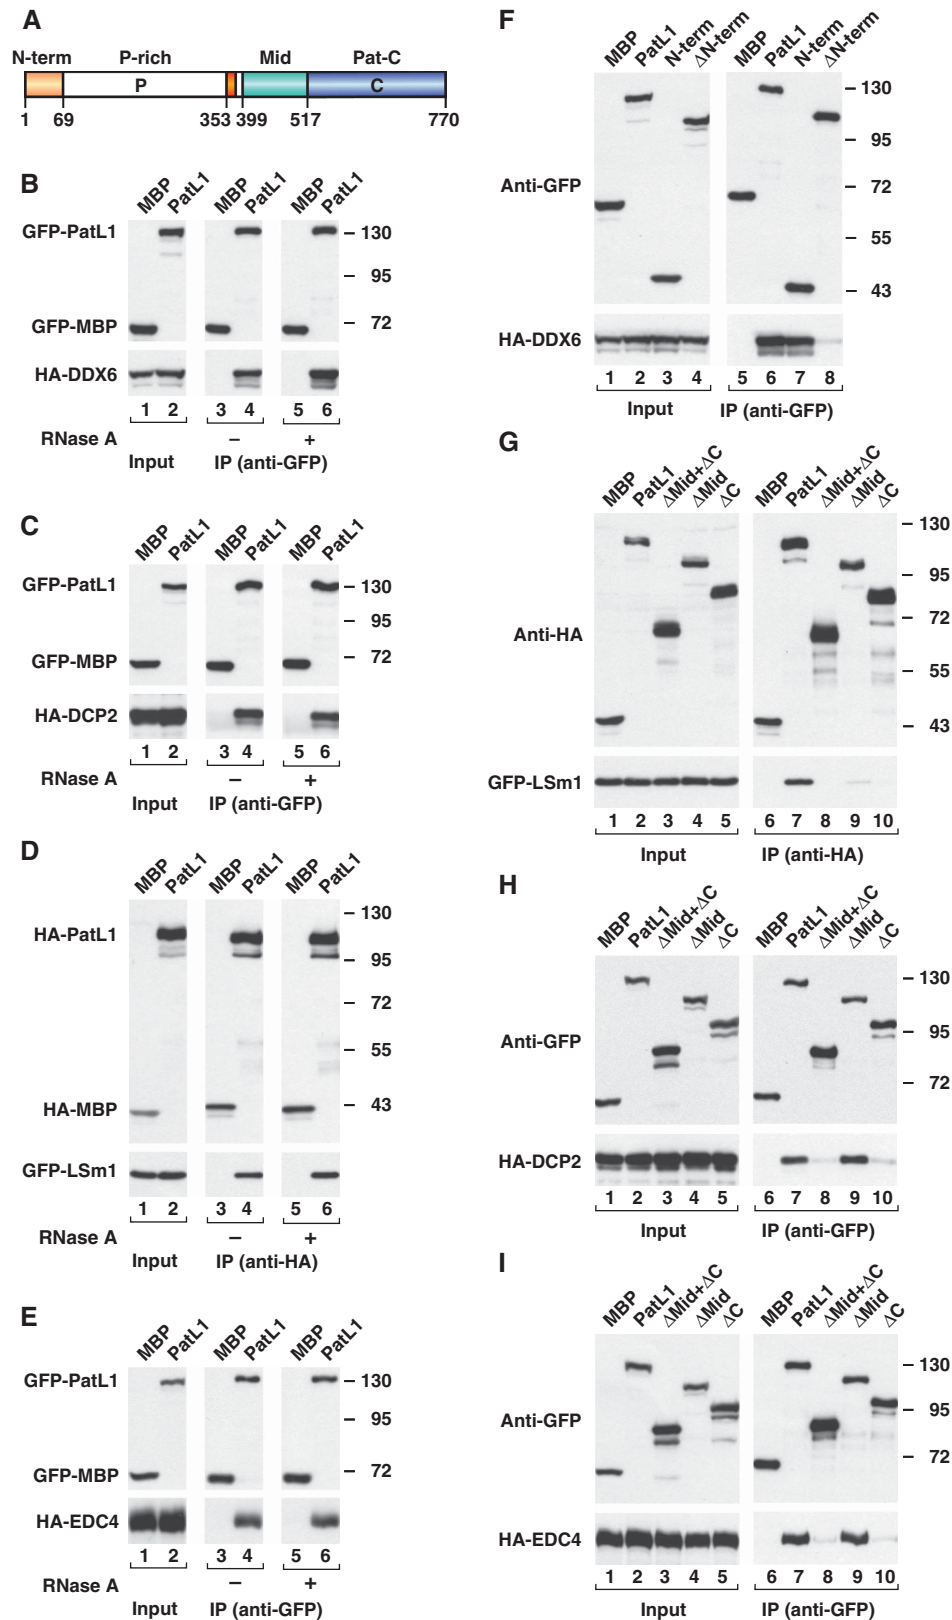 A
N-term P-rich Mid Pat-C
P C
1 69 353 399 517 770
B
MBP PatL1 MBP PatL1 MBP PatL1
GFP-PatL1 – 130
– 95
GFP-MBP – 72
HA-DDX6
1 2 3 4 5 6
RNase A – +
Input IP (anti-GFP)
C
MBP PatL1 MBP PatL1 MBP PatL1
GFP-PatL1 – 130
– 95
GFP-MBP – 72
HA-DCP2
1 2 3 4 5 6
RNase A – +
Input IP (anti-GFP)
D
MBP PatL1 MBP PatL1 MBP PatL1
– 130
HA-PatL1
– 95
– 72
– 55
HA-MBP – 43
GFP-LSm1
1 2 3 4 5 6
RNase A – +
Input IP (anti-HA)
E
MBP PatL1 MBP PatL1 MBP PatL1
GFP-PatL1 – 130
– 95
GFP-MBP – 72
HA-EDC4
1 2 3 4 5 6
RNase A – +
Input IP (anti-GFP)
F
MBP PatL1 N-term ΔN-term MBP PatL1 N-term ΔN-term
– 130
– 95
Anti-GFP – 72
– 55
– 43
HA-DDX6
1 2 3 4 5 6 7 8
Input IP (anti-GFP)
G
MBP PatL1 ΔMid+ΔC ΔMid ΔC MBP PatL1 ΔMid+ΔC ΔMid ΔC
– 130
– 95
– 72
Anti-HA
– 55
– 43
GFP-LSm1
1 2 3 4 5 6 7 8 9 10
Input IP (anti-HA)
H
MBP PatL1 ΔMid+ΔC ΔMid ΔC MBP PatL1 ΔMid+ΔC ΔMid ΔC
– 130
Anti-GFP – 95
– 72
HA-DCP2
1 2 3 4 5 6 7 8 9 10
Input IP (anti-GFP)
I
MBP PatL1 ΔMid+ΔC ΔMid ΔC MBP PatL1 ΔMid+ΔC ΔMid ΔC
– 130
Anti-GFP – 95
– 72
HA-EDC4
1 2 3 4 5 6 7 8 9 10
Input IP (anti-GFP)